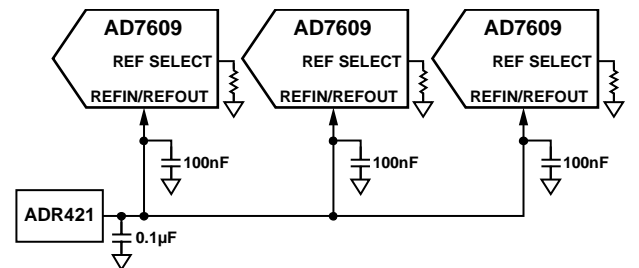 AD7609
REF SELECT
REFIN/REFOUT
100nF
AD7609
REF SELECT
REFIN/REFOUT
100nF
AD7609
REF SELECT
REFIN/REFOUT
100nF
ADR421
0.1µF